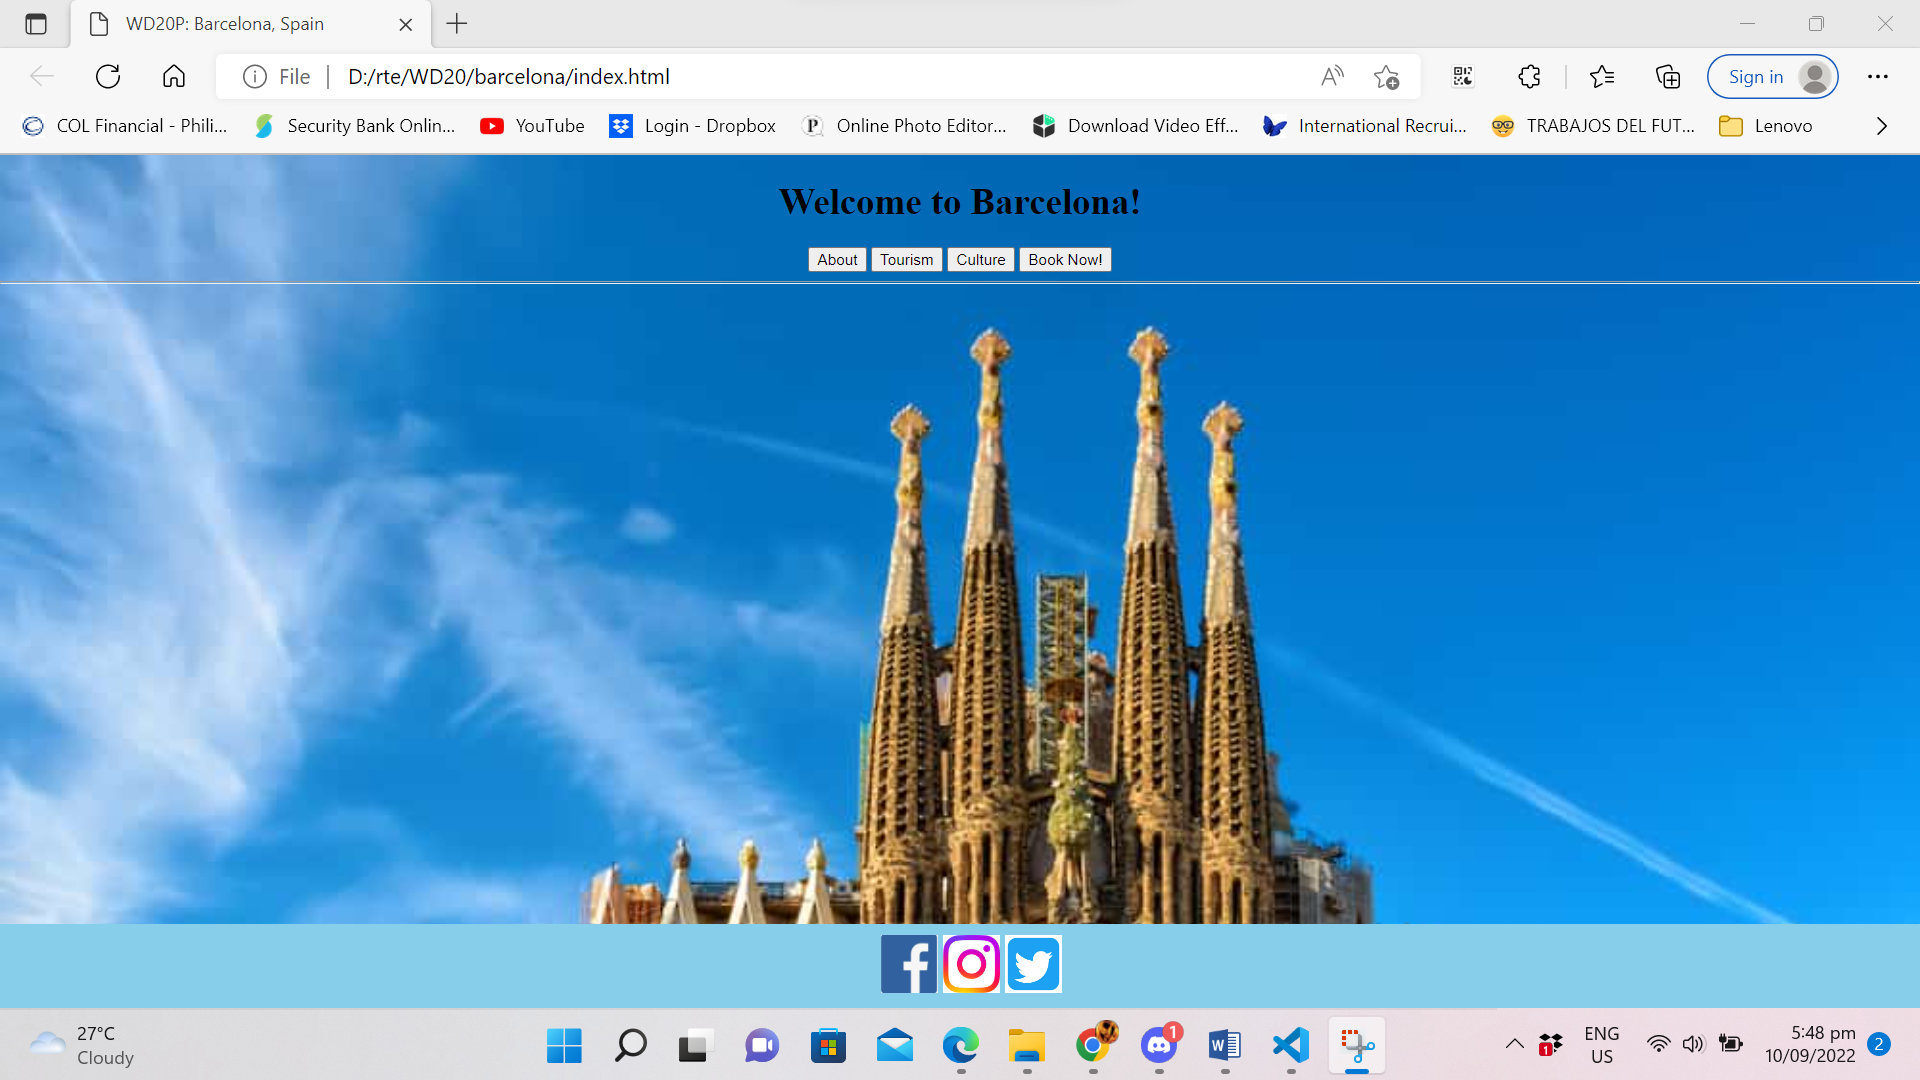 WD20P: Barcelona, Spain
File
D:/rte/WD20/barcelona/index.html
Sign in
COL Financial - Phili...
Security Bank Onlin...
YouTube
Login - Dropbox
Online Photo Editor...
Download Video Eff...
International Recrui...
TRABAJOS DEL FUT...
Lenovo
Welcome to Barcelona!
About
Tourism
Culture
Book Now!
27°C
Cloudy
1
1
ENG
US
5:48 pm
10/09/2022
2